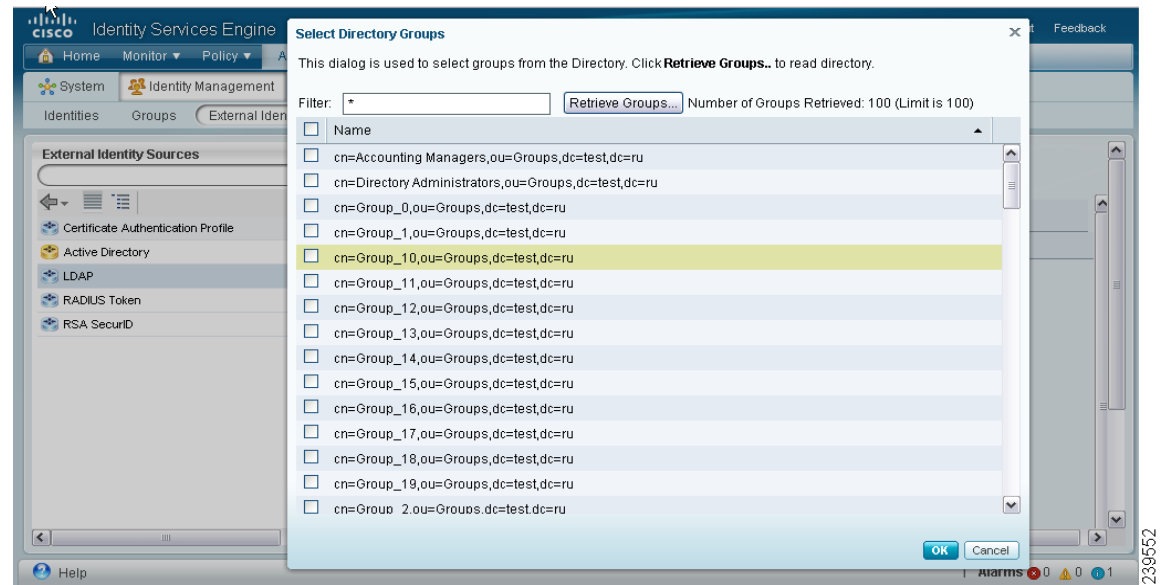 CISCO Identity Services Engine
Feedback
Home Monitor Policy A
System Identity Management
Identities Groups External Iden
External Identity Sources
Certificate Authentication Profile
Active Directory
LDAP
RADIUS Token
RSA SecurID
Select Directory Groups
This dialog is used to select groups from the Directory. Click Retrieve Groups.. to read directory.
Filter: * Retrieve Groups... Number of Groups Retrieved: 100 (Limit is 100)
Name
cn=Accounting Managers,ou=Groups,dc=test,dc=ru
cn=Directory Administrators,ou=Groups,dc=test,dc=ru
cn=Group_0,ou=Groups,dc=test,dc=ru
cn=Group_1,ou=Groups,dc=test,dc=ru
cn=Group_10,ou=Groups,dc=test,dc=ru
cn=Group_11,ou=Groups,dc=test,dc=ru
cn=Group_12,ou=Groups,dc=test,dc=ru
cn=Group_13,ou=Groups,dc=test,dc=ru
cn=Group_14,ou=Groups,dc=test,dc=ru
cn=Group_15,ou=Groups,dc=test,dc=ru
cn=Group_16,ou=Groups,dc=test,dc=ru
cn=Group_17,ou=Groups,dc=test,dc=ru
cn=Group_18,ou=Groups,dc=test,dc=ru
cn=Group_19,ou=Groups,dc=test,dc=ru
cn=Group_2,ou=Groups,dc=test,dc=ru
OK Cancel
Help
Alarms 0 0 1
239552